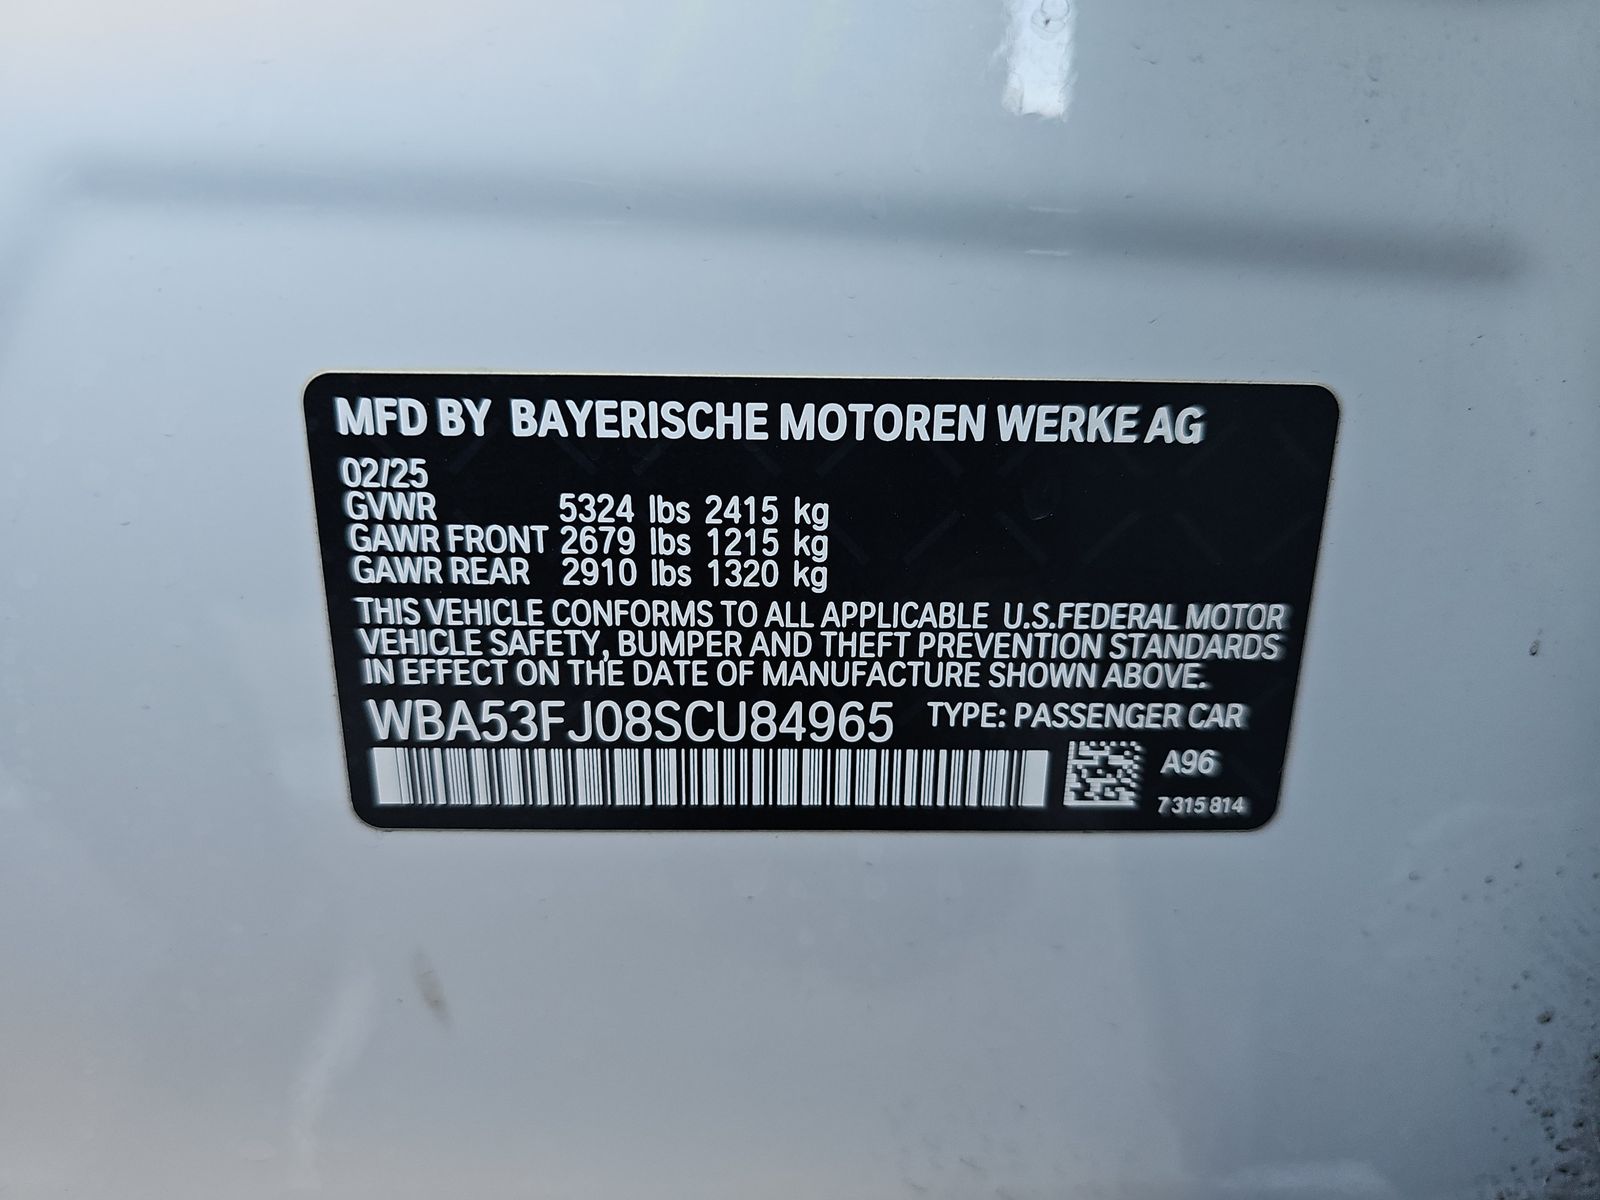 MFD BY BAYERISCHE MOTOREN WERKE AG
02/25
GVWR 5324 lbs 2415 kg
GAWR FRONT 2679 lbs 1215 kg
GAWR REAR 2910 lbs 1320 kg
THIS VEHICLE CONFORMS TO ALL APPLICABLE U.S.FEDERAL MOTOR
VEHICLE SAFETY, BUMPER AND THEFT PREVENTION STANDARDS
IN EFFECT ON THE DATE OF MANUFACTURE SHOWN ABOVE.
WBA53FJ08SCU84965 TYPE: PASSENGER CAR
A96
7 315 814